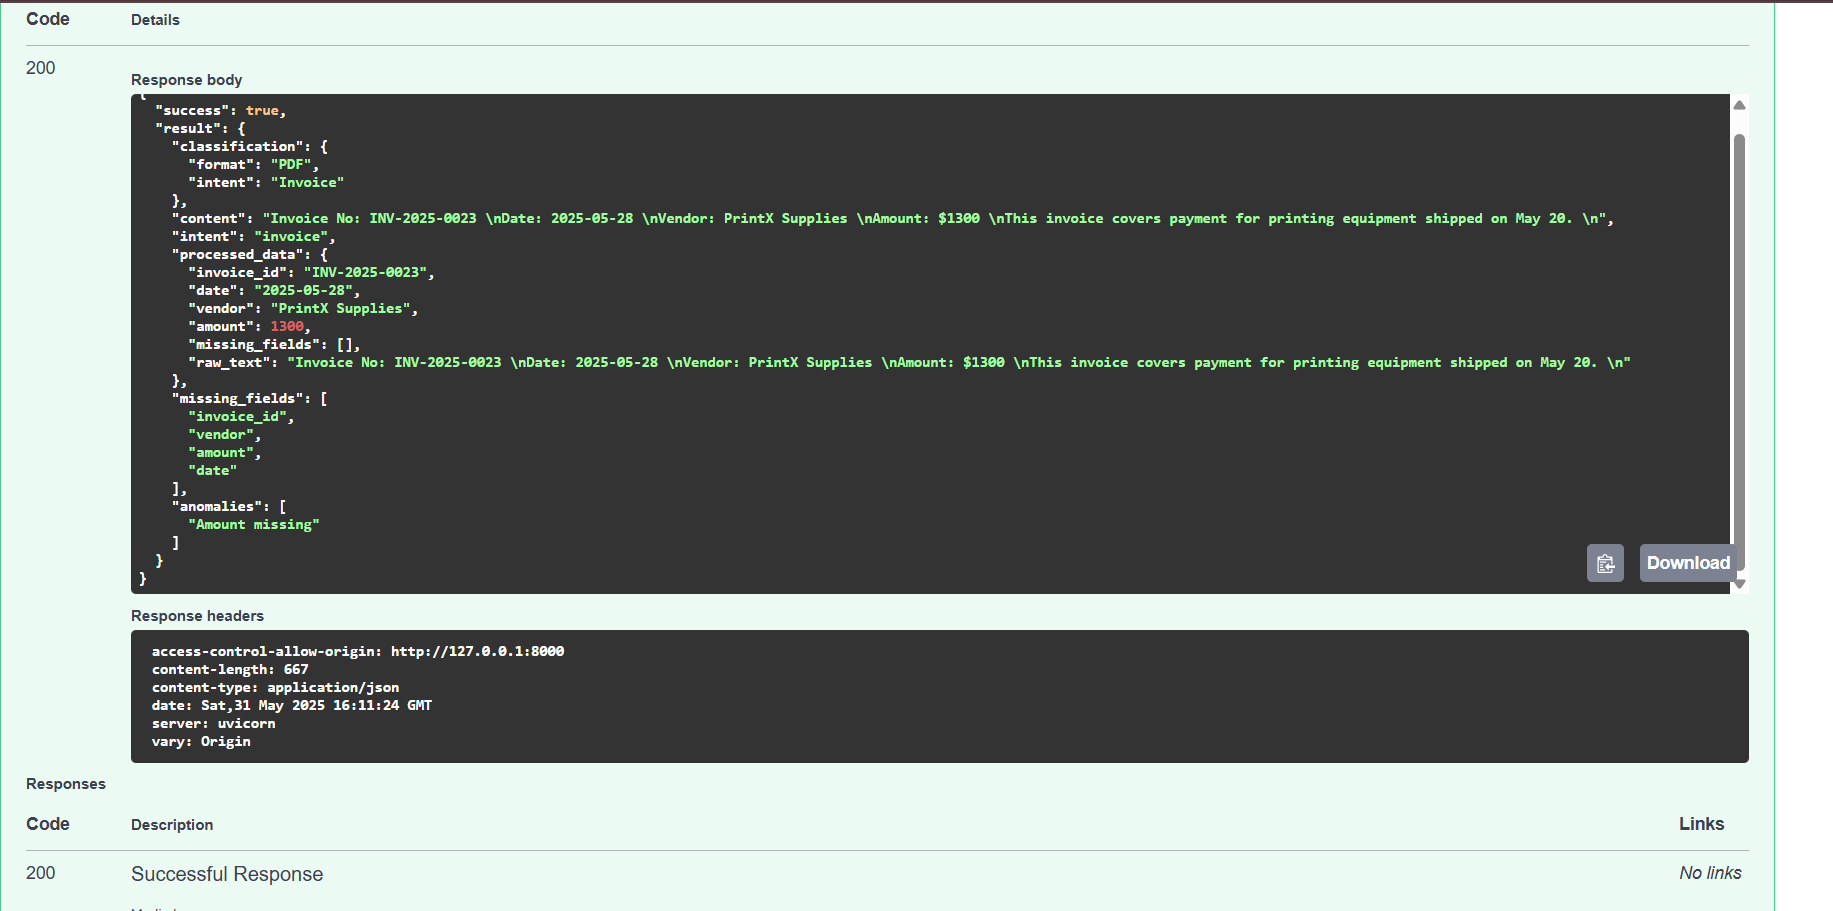 Code Details
200
Response body
{
"success": true,
"result": {
"classification": {
"format": "PDF",
"intent": "Invoice"
},
"content": "Invoice No: INV-2025-0023 \nDate: 2025-05-28 \nVendor: PrintX Supplies \nAmount: $1300 \nThis invoice covers payment for printing equipment shipped on May 20. \n",
"intent": "invoice",
"processed_data": {
"invoice_id": "INV-2025-0023",
"date": "2025-05-28",
"vendor": "PrintX Supplies",
"amount": 1300,
"missing_fields": [],
"raw_text": "Invoice No: INV-2025-0023 \nDate: 2025-05-28 \nVendor: PrintX Supplies \nAmount: $1300 \nThis invoice covers payment for printing equipment shipped on May 20. \n"
},
"missing_fields": [
"invoice_id",
"vendor",
"amount",
"date"
],
"anomalies": [
"Amount missing"
]
}
}
Download
Response headers
access-control-allow-origin: http://127.0.0.1:8000
content-length: 667
content-type: application/json
date: Sat,31 May 2025 16:11:24 GMT
server: uvicorn
vary: Origin
Responses
Code Description Links
200 Successful Response No links